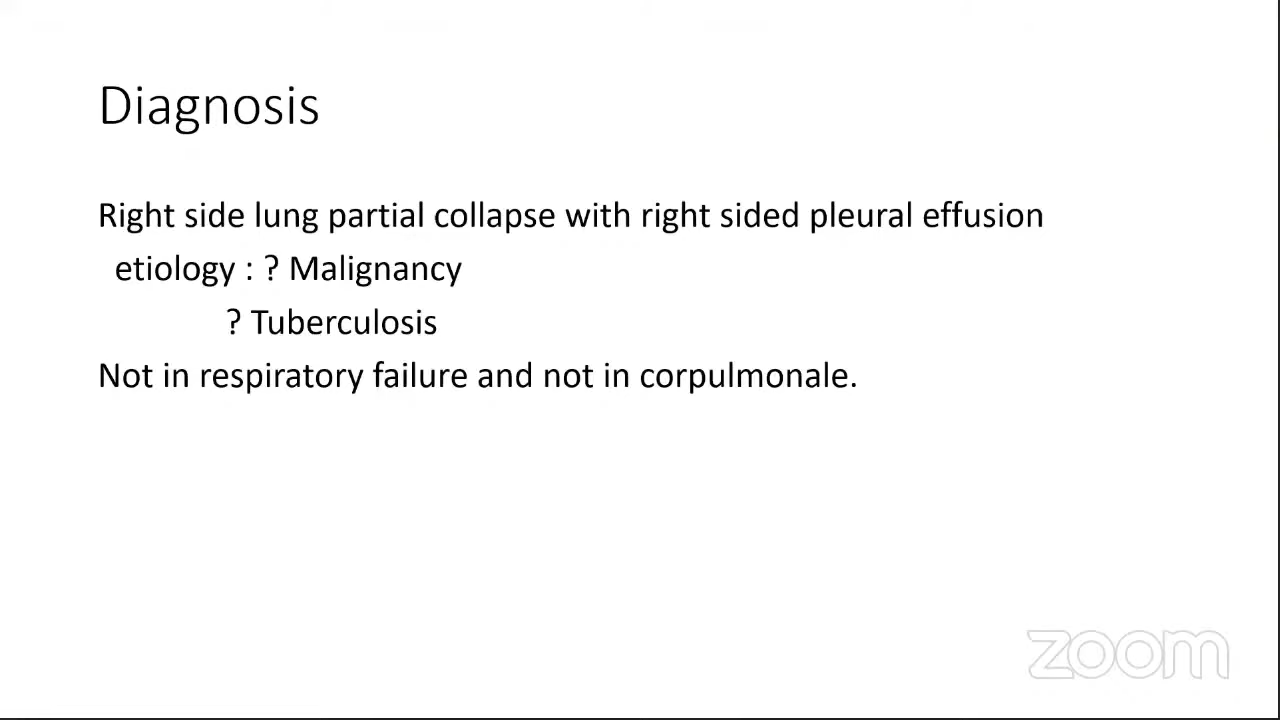 Diagnosis
Right side lung partial collapse with right sided pleural effusion
etiology : ? Malignancy
? Tuberculosis
Not in respiratory failure and not in corpulmonale.
zoom